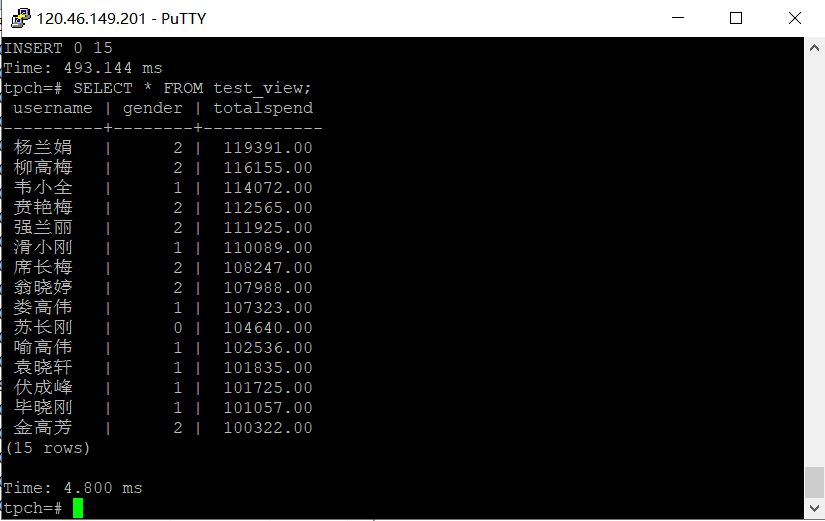 120.46.149.201 - PuTTY
INSERT 0 15
Time: 493.144 ms
tpch=# SELECT * FROM test_view;
 username | gender | totalspend
----------+--------+------------
 杨兰娟   |      2 |  119391.00
 柳高梅   |      2 |  116155.00
 韦小全   |      1 |  114072.00
 贲艳梅   |      2 |  112565.00
 强兰丽   |      2 |  111925.00
 滑小刚   |      1 |  110089.00
 席长梅   |      2 |  108247.00
 翁晓婷   |      2 |  107988.00
 娄高伟   |      1 |  107323.00
 苏长刚   |      0 |  104640.00
 喻高伟   |      1 |  102536.00
 袁晓轩   |      1 |  101835.00
 伏成峰   |      1 |  101725.00
 毕晓刚   |      1 |  101057.00
 金高芳   |      2 |  100322.00
(15 rows)
Time: 4.800 ms
tpch=#